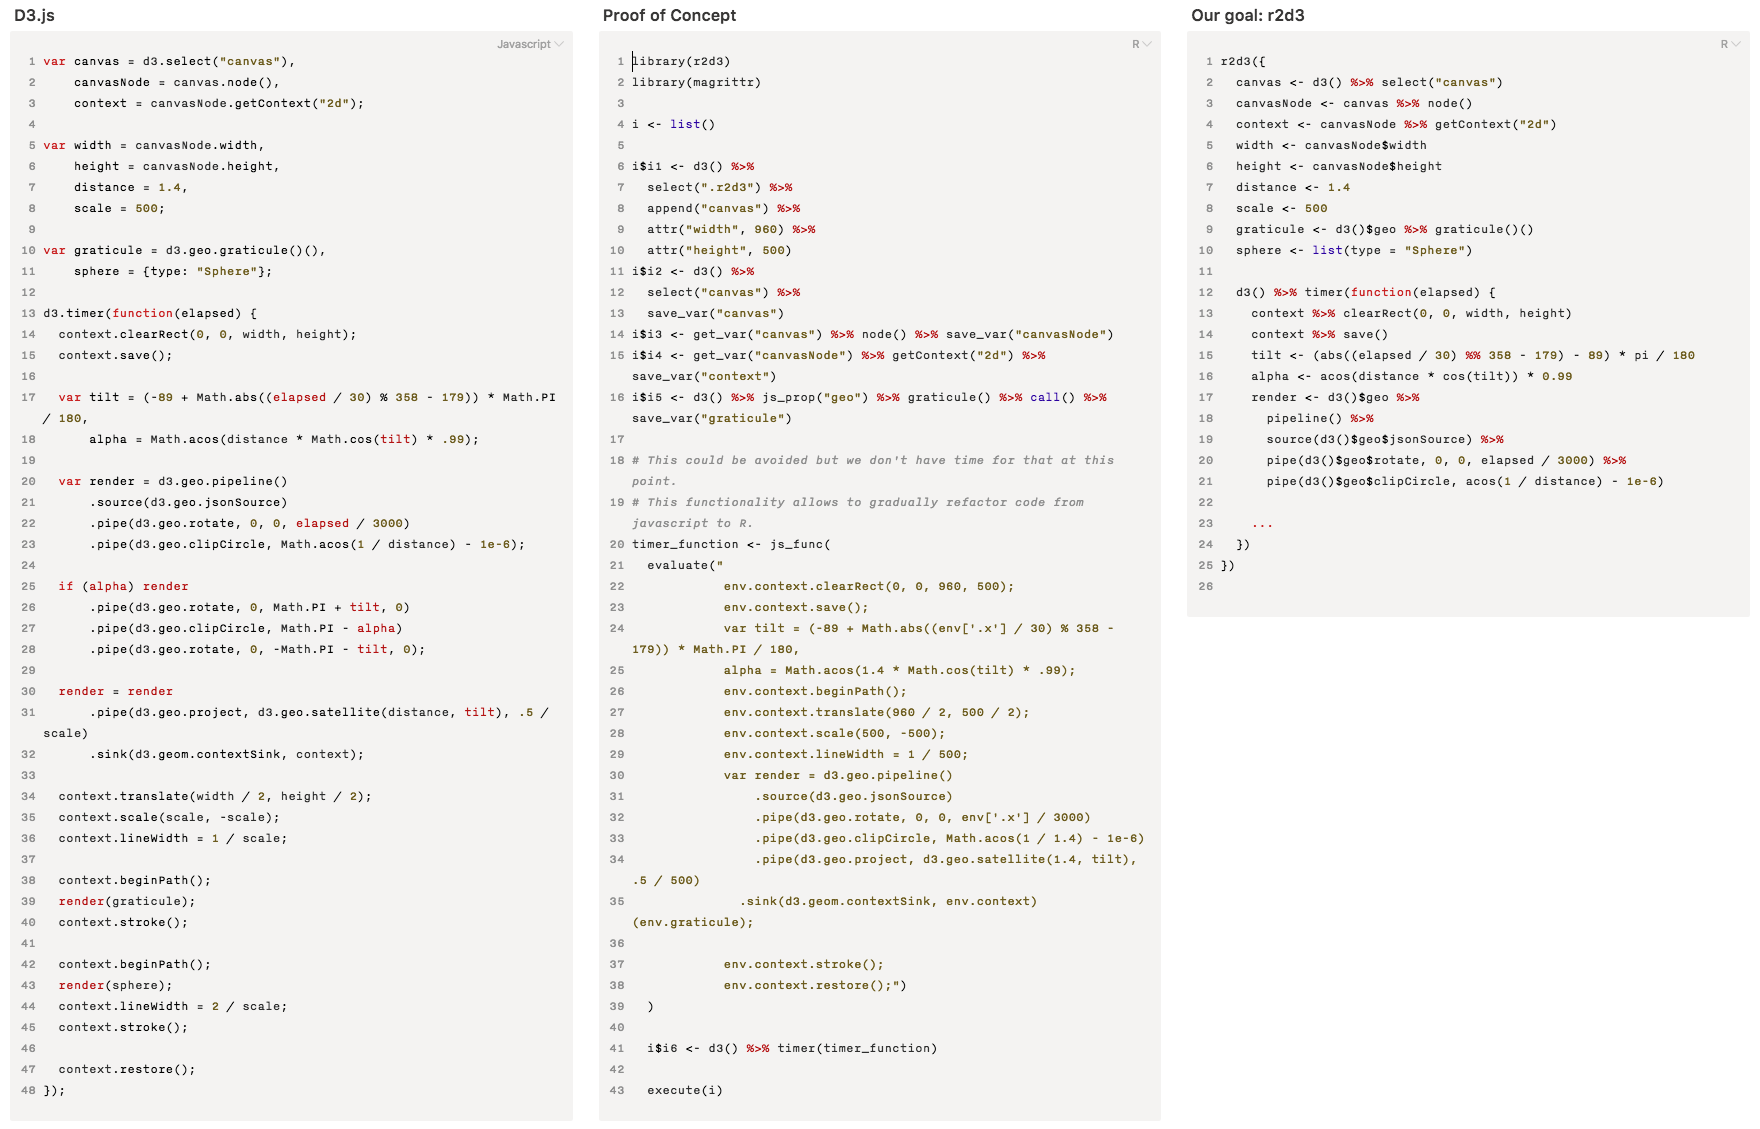 D3.js
Javascript
1 var canvas = d3.select("canvas"),
2     canvasNode = canvas.node(),
3     context = canvasNode.getContext("2d");
4
5 var width = canvasNode.width,
6     height = canvasNode.height,
7     distance = 1.4,
8     scale = 500;
9
10 var graticule = d3.geo.graticule()(),
11     sphere = {type: "Sphere"};
12
13 d3.timer(function(elapsed) {
14   context.clearRect(0, 0, width, height);
15   context.save();
16
17   var tilt = (-89 + Math.abs((elapsed / 30) % 358 - 179)) * Math.PI
/ 180,
18       alpha = Math.acos(distance * Math.cos(tilt) * .99);
19
20   var render = d3.geo.pipeline()
21       .source(d3.geo.jsonSource)
22       .pipe(d3.geo.rotate, 0, 0, elapsed / 3000)
23       .pipe(d3.geo.clipCircle, Math.acos(1 / distance) - 1e-6);
24
25   if (alpha) render
26       .pipe(d3.geo.rotate, 0, Math.PI + tilt, 0)
27       .pipe(d3.geo.clipCircle, Math.PI - alpha)
28       .pipe(d3.geo.rotate, 0, -Math.PI - tilt, 0);
29
30   render = render
31       .pipe(d3.geo.project, d3.geo.satellite(distance, tilt), .5 /
scale)
32       .sink(d3.geom.contextSink, context);
33
34   context.translate(width / 2, height / 2);
35   context.scale(scale, -scale);
36   context.lineWidth = 1 / scale;
37
38   context.beginPath();
39   render(graticule);
40   context.stroke();
41
42   context.beginPath();
43   render(sphere);
44   context.lineWidth = 2 / scale;
45   context.stroke();
46
47   context.restore();
48 });
Proof of Concept
R
1 library(r2d3)
2 library(magrittr)
3
4 i <- list()
5
6 i$i1 <- d3() %>%
7   select(".r2d3") %>%
8   append("canvas") %>%
9   attr("width", 960) %>%
10   attr("height", 500)
11 i$i2 <- d3() %>%
12   select("canvas") %>%
13   save_var("canvas")
14 i$i3 <- get_var("canvas") %>% node() %>% save_var("canvasNode")
15 i$i4 <- get_var("canvasNode") %>% getContext("2d") %>%
save_var("context")
16 i$i5 <- d3() %>% js_prop("geo") %>% graticule() %>% call() %>%
save_var("graticule")
17
18 # This could be avoided but we don't have time for that at this
point.
19 # This functionality allows to gradually refactor code from
javascript to R.
20 timer_function <- js_func(
21   evaluate("
22             env.context.clearRect(0, 0, 960, 500);
23             env.context.save();
24             var tilt = (-89 + Math.abs((env['.x'] / 30) % 358 -
179)) * Math.PI / 180,
25             alpha = Math.acos(1.4 * Math.cos(tilt) * .99);
26             env.context.beginPath();
27             env.context.translate(960 / 2, 500 / 2);
28             env.context.scale(500, -500);
29             env.context.lineWidth = 1 / 500;
30             var render = d3.geo.pipeline()
31                 .source(d3.geo.jsonSource)
32                 .pipe(d3.geo.rotate, 0, 0, env['.x'] / 3000)
33                 .pipe(d3.geo.clipCircle, Math.acos(1 / 1.4) - 1e-6)
34                 .pipe(d3.geo.project, d3.geo.satellite(1.4, tilt),
.5 / 500)
35               .sink(d3.geom.contextSink, env.context)
(env.graticule);
36
37             env.context.stroke();
38             env.context.restore();")
39   )
40
41   i$i6 <- d3() %>% timer(timer_function)
42
43   execute(i)
Our goal: r2d3
R
1 r2d3({
2   canvas <- d3() %>% select("canvas")
3   canvasNode <- canvas %>% node()
4   context <- canvasNode %>% getContext("2d")
5   width <- canvasNode$width
6   height <- canvasNode$height
7   distance <- 1.4
8   scale <- 500
9   graticule <- d3()$geo %>% graticule()()
10   sphere <- list(type = "Sphere")
11
12   d3() %>% timer(function(elapsed) {
13     context %>% clearRect(0, 0, width, height)
14     context %>% save()
15     tilt <- (abs((elapsed / 30) %% 358 - 179) - 89) * pi / 180
16     alpha <- acos(distance * cos(tilt)) * 0.99
17     render <- d3()$geo %>%
18       pipeline() %>%
19       source(d3()$geo$jsonSource) %>%
20       pipe(d3()$geo$rotate, 0, 0, elapsed / 3000) %>%
21       pipe(d3()$geo$clipCircle, acos(1 / distance) - 1e-6)
22
23     ...
24   })
25 })
26